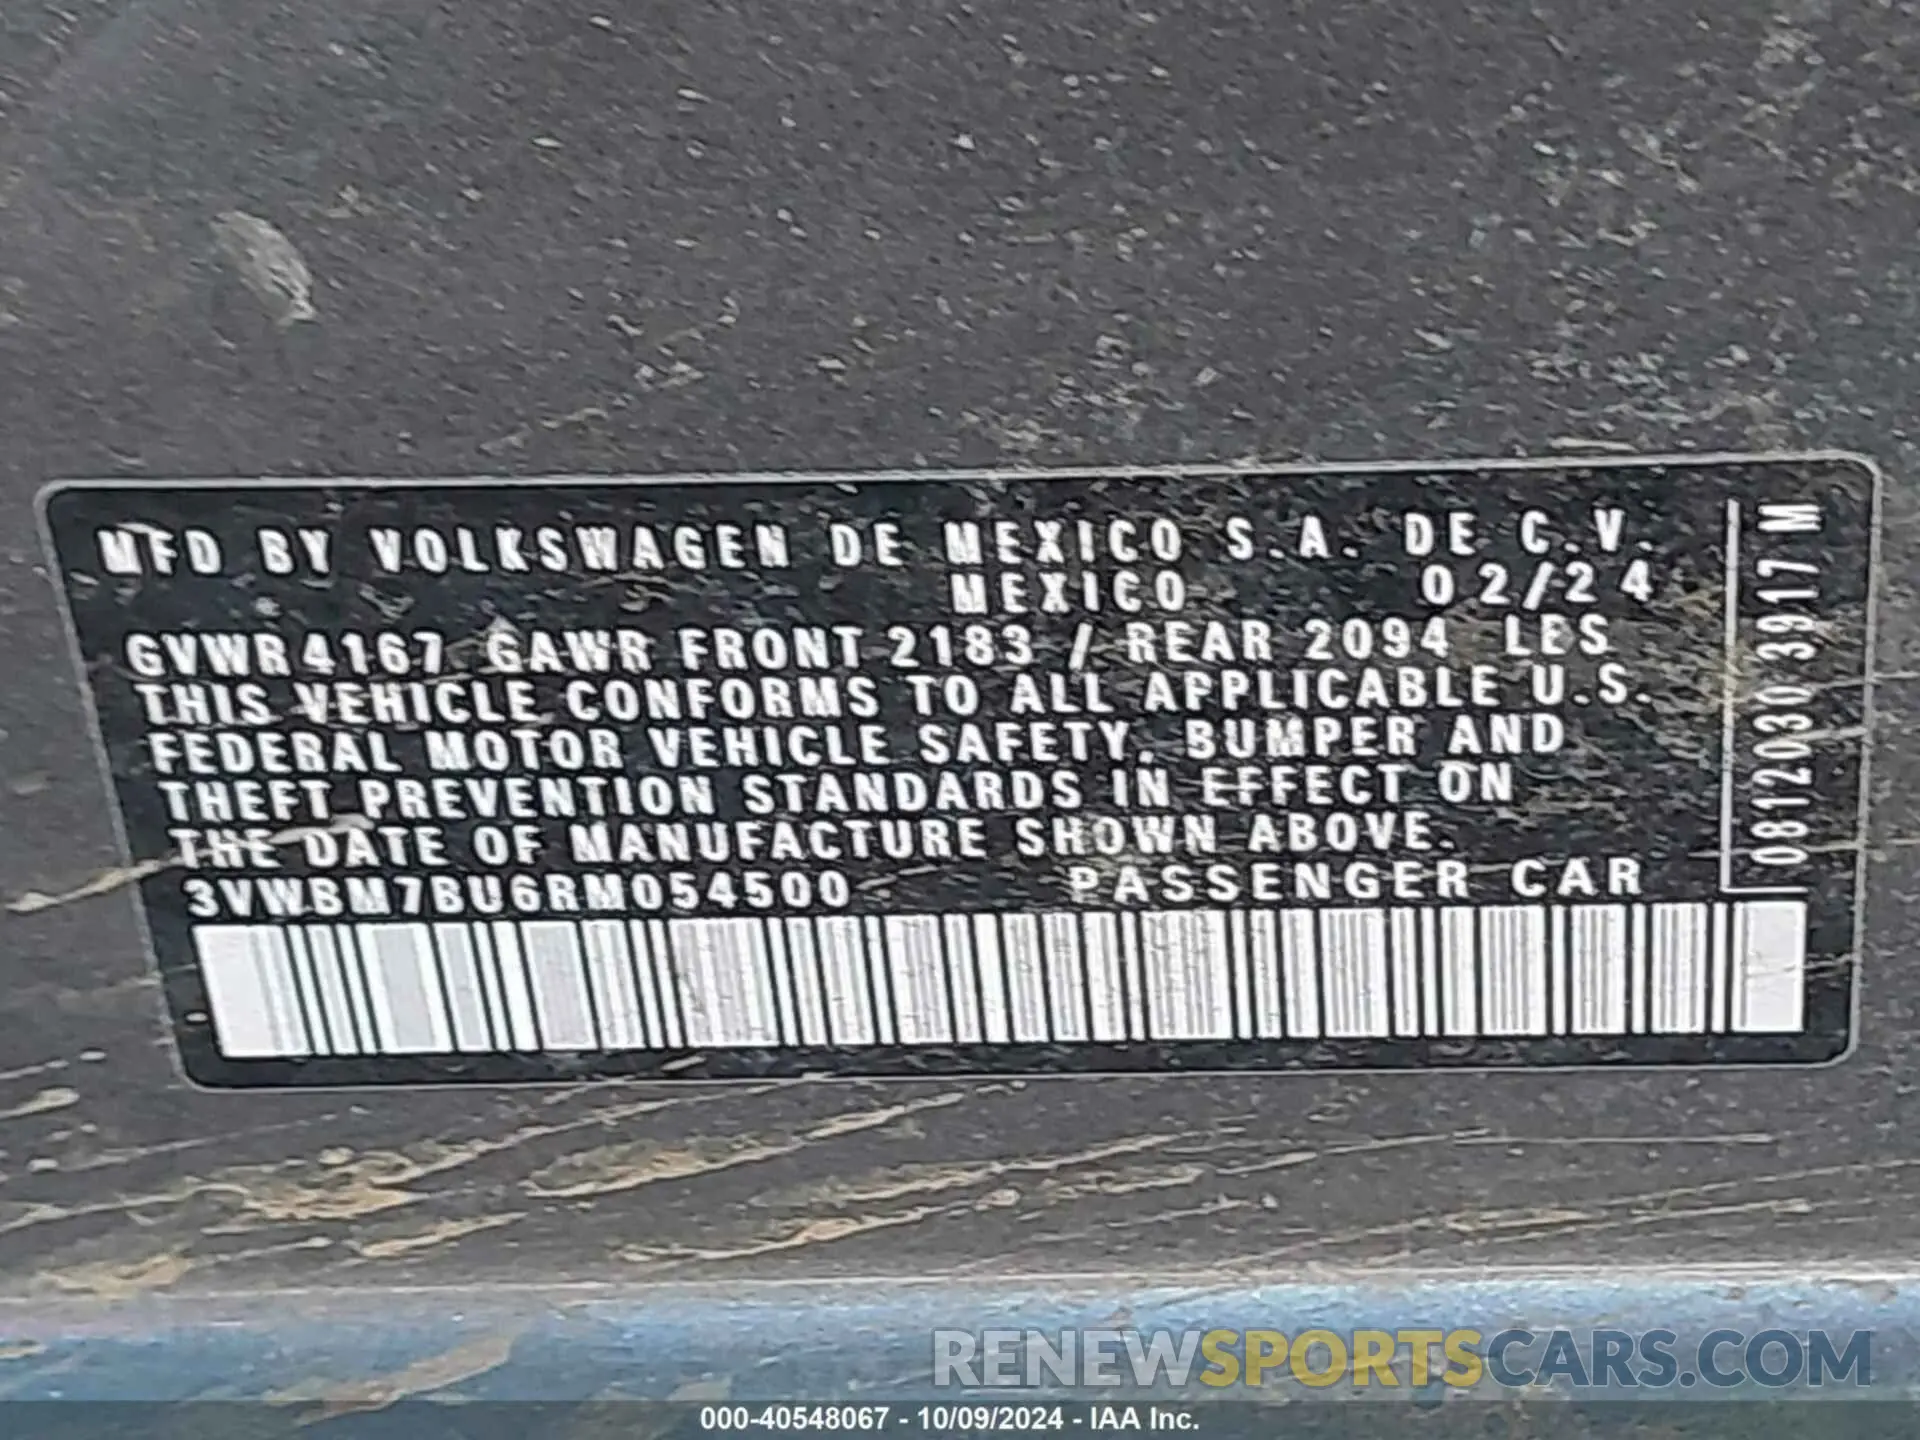 MFD BY VOLKSWAGEN DE MEXICO S.A. DE C.V.
MEXICO 02/24
GVWR 4167 GAWR FRONT 2183 / REAR 2094 LBS
THIS VEHICLE CONFORMS TO ALL APPLICABLE U.S.
FEDERAL MOTOR VEHICLE SAFETY, BUMPER AND
THEFT PREVENTION STANDARDS IN EFFECT ON
THE DATE OF MANUFACTURE SHOWN ABOVE.
3VWBM7BU6RM054500 PASSENGER CAR
0812030 3917 M
RENEWSPORTSCARS.COM
000-40548067 - 10/09/2024 - IAA Inc.